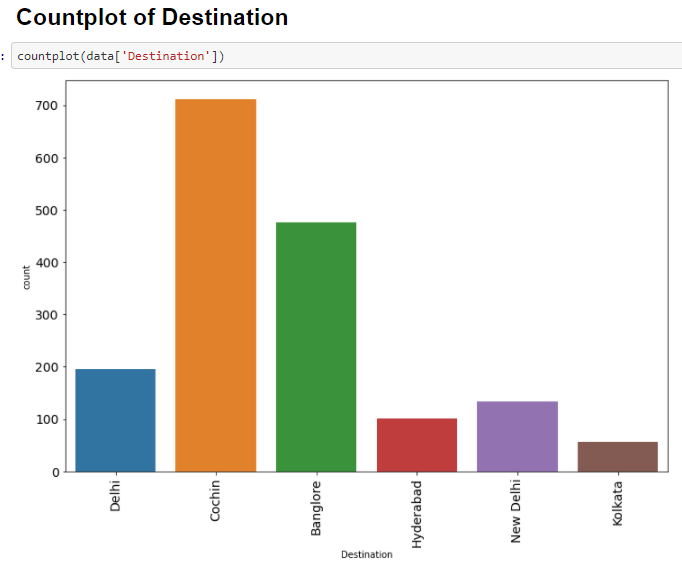 Countplot of Destination
: countplot(data['Destination'])
700
600
500
400
300
200
100
0
count
Delhi
Cochin
Banglore
Hyderabad
New Delhi
Kolkata
Destination